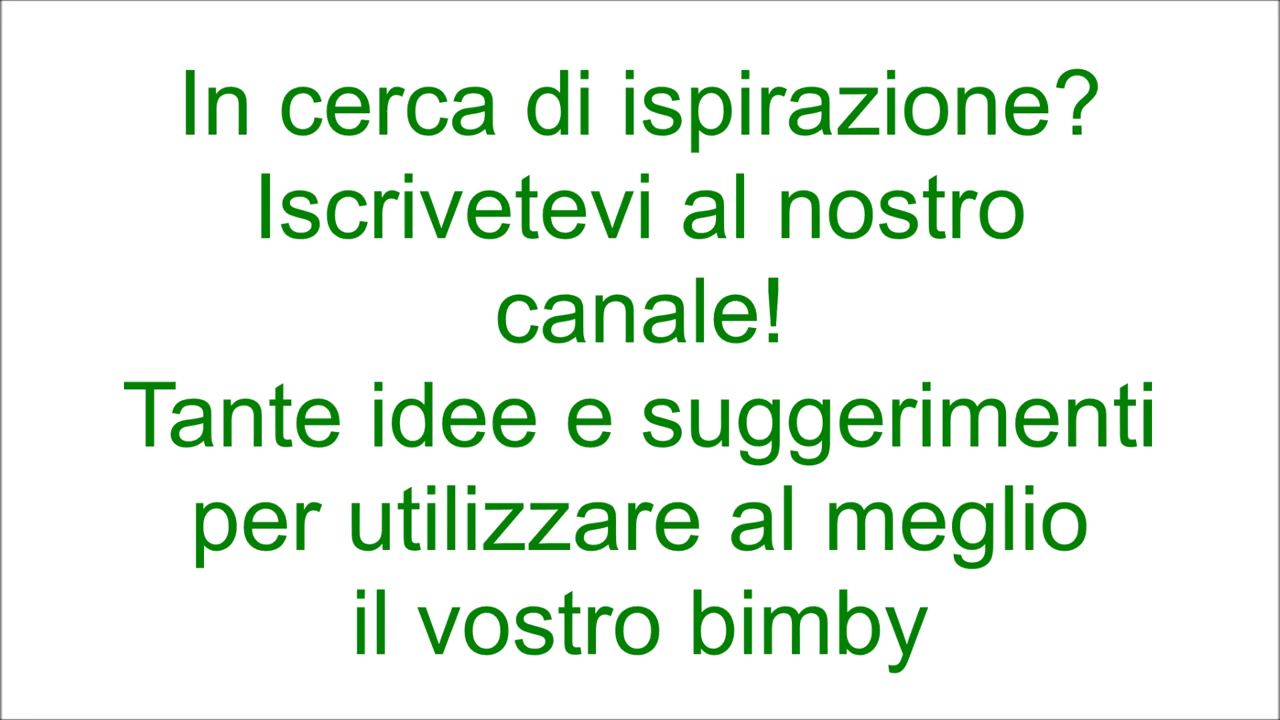 In cerca di ispirazione?
Iscrivetevi al nostro
canale!
Tante idee e suggerimenti
per utilizzare al meglio
il vostro bimby